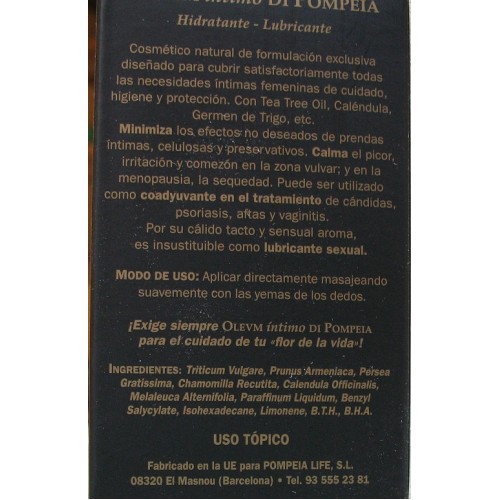 íntimo DI POMPEIA
Hidratante - Lubricante
Cosmético natural de formulación exclusiva
diseñado para cubrir satisfactoriamente todas
las necesidades íntimas femeninas de cuidado,
higiene y protección. Con Tea Tree Oil, Caléndula,
Germen de Trigo, etc.
Minimiza los efectos no deseados de prendas
íntimas, celulosas y preservativos. Calma el picor,
irritación y comezón en la zona vulvar; y en la
menopausia, la sequedad. Puede ser utilizado
como coadyuvante en el tratamiento de cándidas,
psoriasis, aftas y vaginitis.
Por su cálido tacto y sensual aroma,
es insustituible como lubricante sexual.
MODO DE USO: Aplicar directamente masajeando
suavemente con las yemas de los dedos.
¡Exige siempre OLEVM íntimo DI POMPEIA
para el cuidado de tu «flor de la vida»!
INGREDIENTES: Triticum Vulgare, Prunus Armeniaca, Persea
Gratissima, Chamomilla Recutita, Calendula Officinalis,
Melaleuca Alternifolia, Paraffinum Liquidum, Benzyl
Salycylate, Isohexadecane, Limonene, B.T.H., B.H.A.
USO TÓPICO
Fabricado en la UE para POMPEIA LIFE, S.L.
08320 El Masnou (Barcelona) • Tel. 93 555 23 81